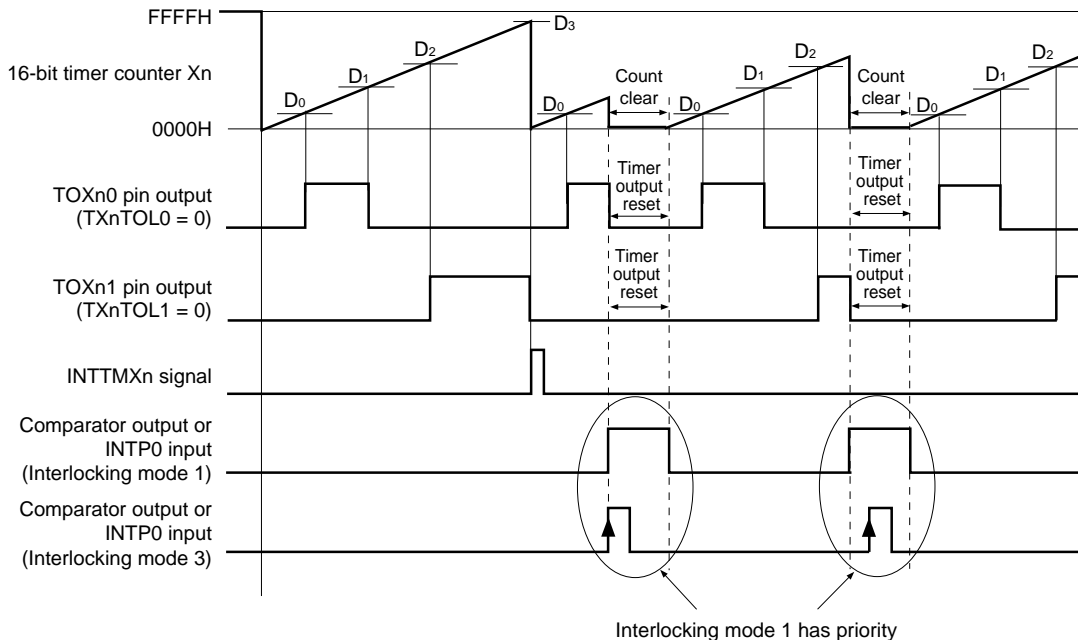 FFFFH
16-bit timer counter Xn
0000H
D0
D1
D2
D3
D0
Count
clear
D0
D1
D2
Count
clear
D0
D1
D2
TOXn0 pin output
(TXnTOL0 = 0)
Timer
output
reset
Timer
output
reset
TOXn1 pin output
(TXnTOL1 = 0)
Timer
output
reset
Timer
output
reset
INTTMXn signal
Comparator output or
INTP0 input
(Interlocking mode 1)
Comparator output or
INTP0 input
(Interlocking mode 3)
Interlocking mode 1 has priority